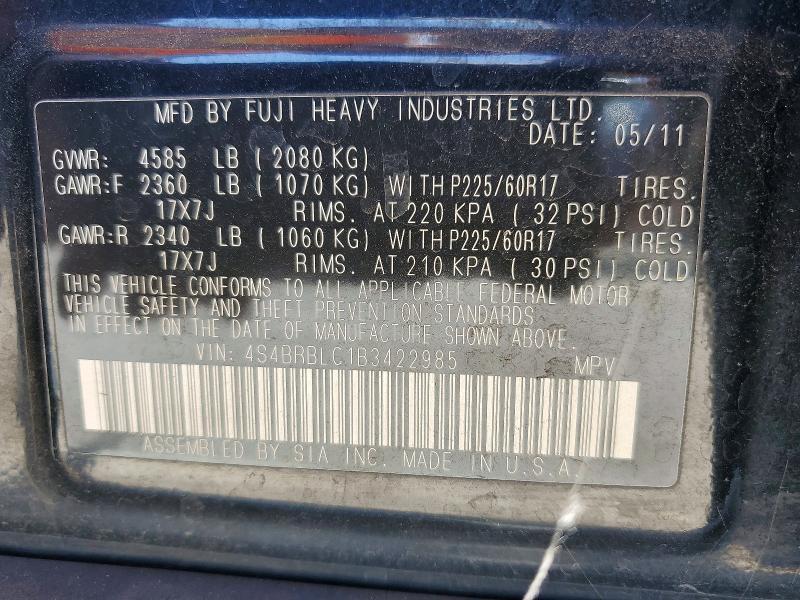 MFD BY FUJI HEAVY INDUSTRIES LTD.
DATE: 05/11
GVWR: 4585 LB ( 2080 KG)
GAWR:F 2360 LB ( 1070 KG) WITH P225/60R17 TIRES.
17X7J RIMS. AT 220 KPA ( 32 PSI) COLD
GAWR:R 2340 LB ( 1060 KG) WITH P225/60R17 TIRES.
17X7J RIMS. AT 210 KPA ( 30 PSI) COLD
THIS VEHICLE CONFORMS TO ALL APPLICABLE FEDERAL MOTOR
VEHICLE SAFETY AND THEFT PREVENTION STANDARDS
IN EFFECT ON THE DATE OF MANUFACTURE SHOWN ABOVE.
VIN: 4S4BRBLC1B3422985 MPV
ASSEMBLED BY SIA INC. MADE IN U.S.A.